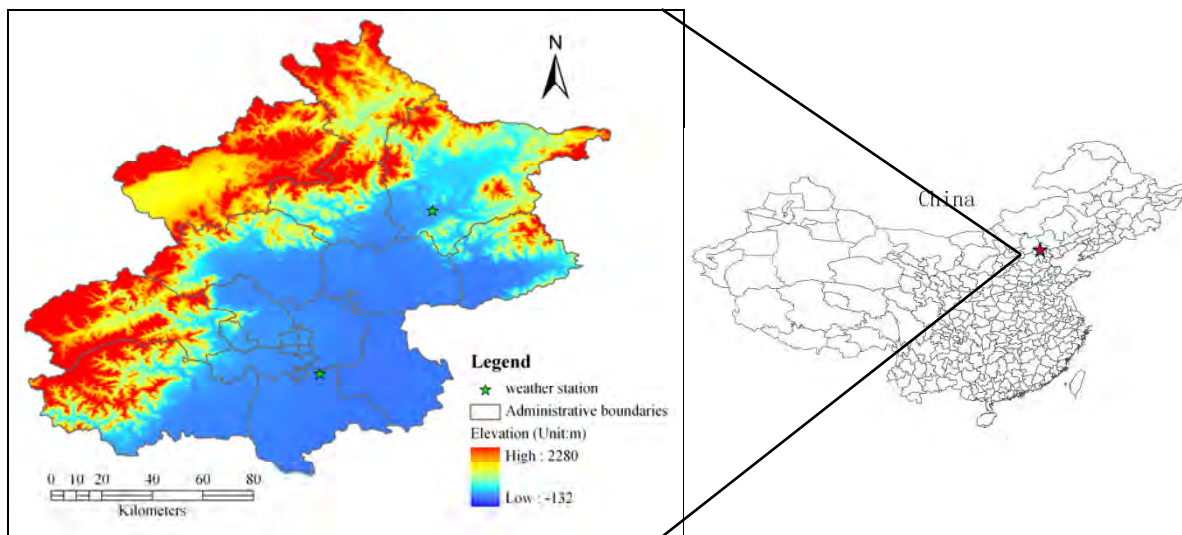 N
China
Legend
weather station
Administrative boundaries
Elevation (Unit:m)
High : 2280
Low : -132
0 10 20 40 60 80
Kilometers